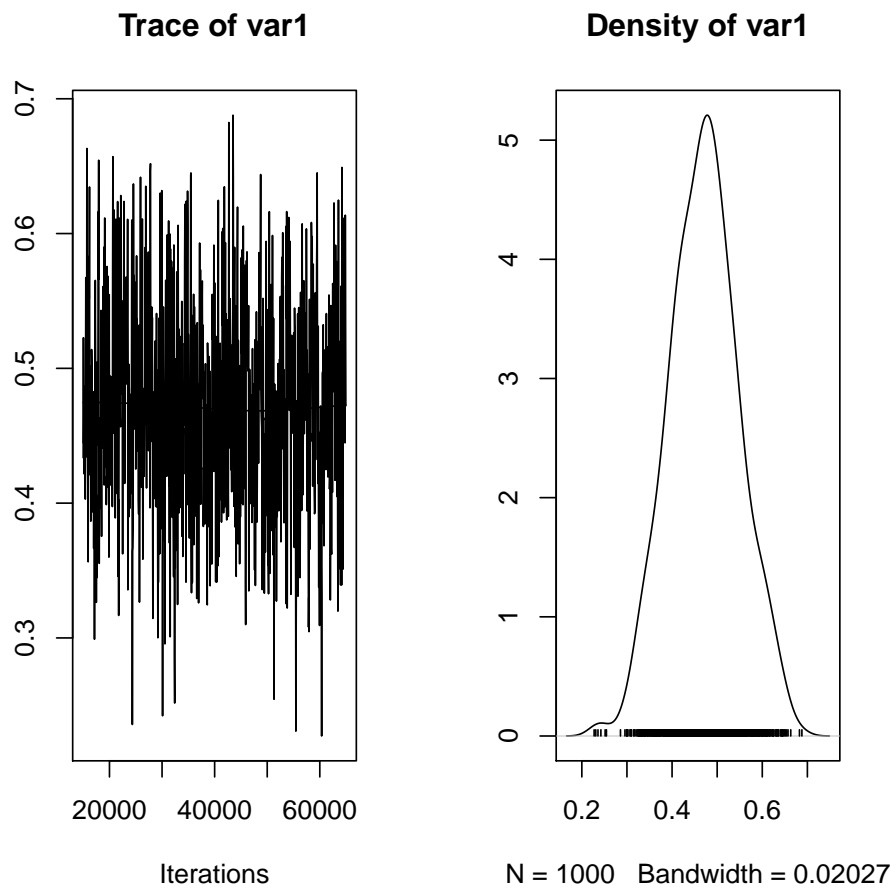 Trace of var1
0.7
0.6
0.5
0.4
0.3
20000 40000 60000
Iterations
Density of var1
5
4
3
2
1
0
0.2 0.4 0.6
N = 1000 Bandwidth = 0.02027